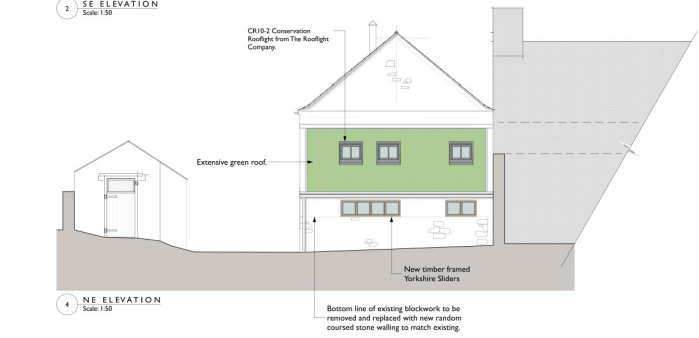 2
SE ELEVATION
Scale: 1:50
CR10-2 Conservation
Rooflight from The Rooflight
Company.
Extensive green roof.
New timber framed
Yorkshire Sliders
4
NE ELEVATION
Scale: 1:50
Bottom line of existing blockwork to be
removed and replaced with new random
coursed stone walling to match existing.